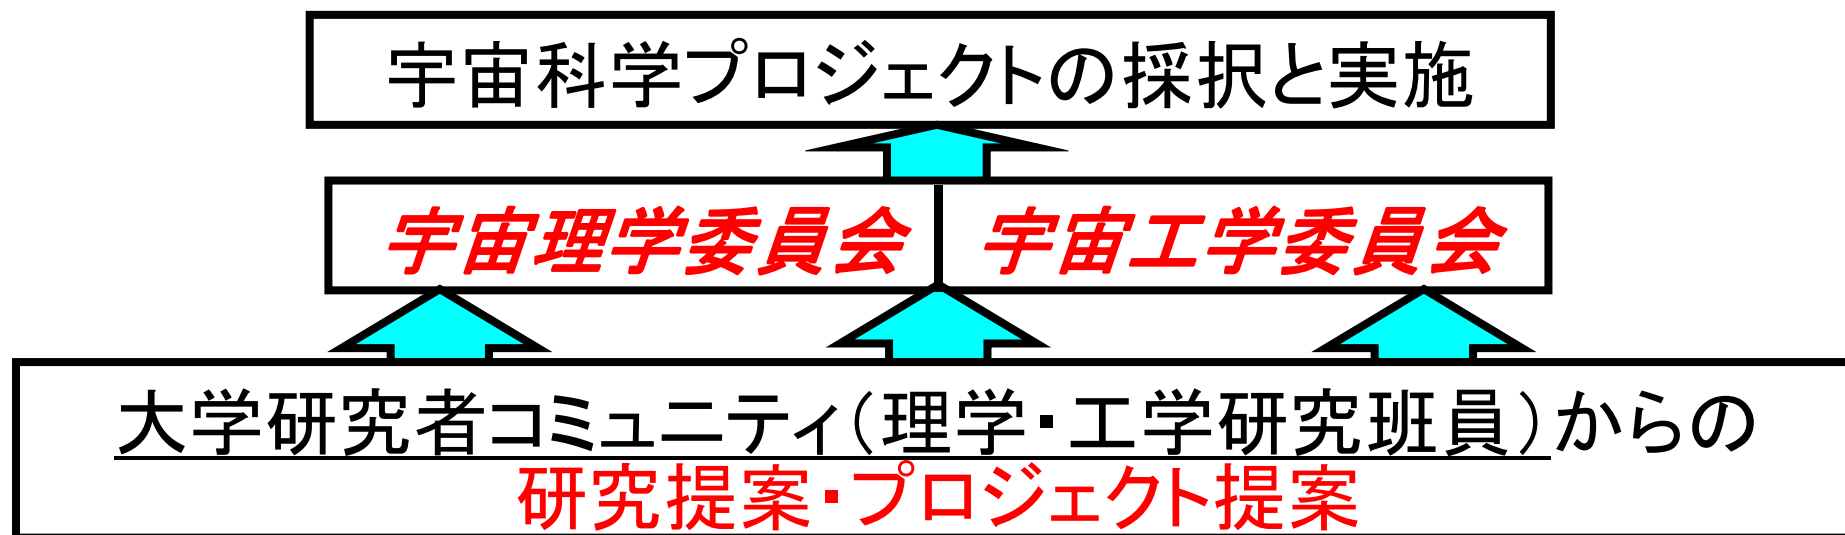 宇宙科学プロジェクトの採択と実施
宇宙理学委員会 宇宙工学委員会
大学研究者コミュニティ(理学・工学研究班員)からの
研究提案・プロジェクト提案